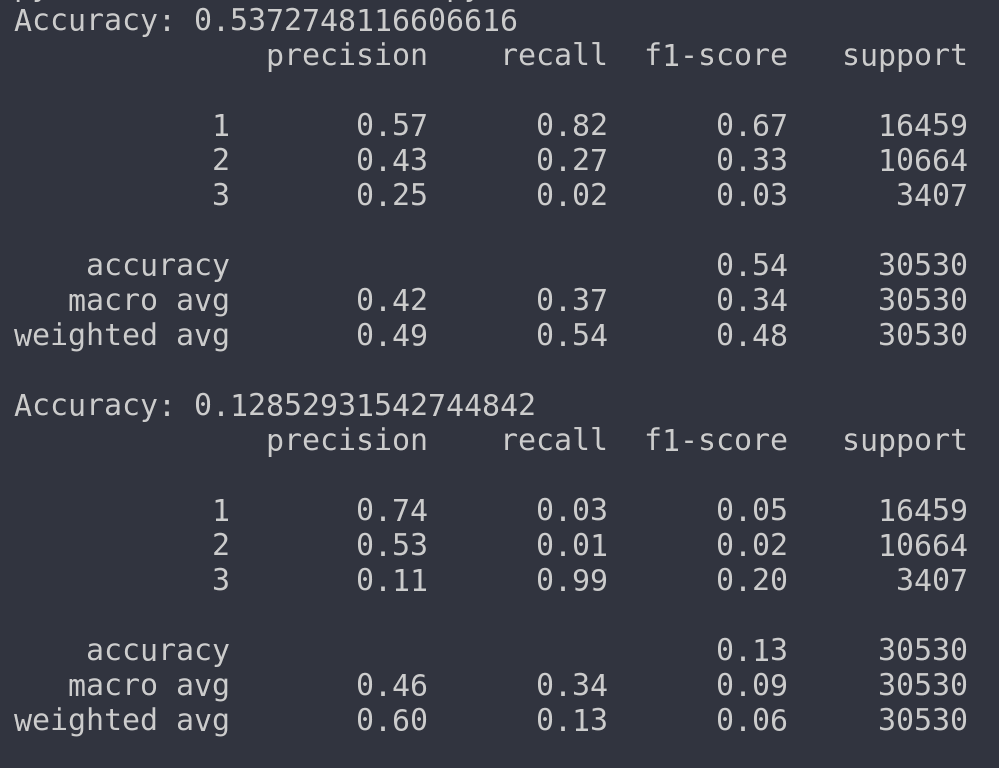 Accuracy: 0.5372748116606616
precision recall f1-score support
1 0.57 0.82 0.67 16459
2 0.43 0.27 0.33 10664
3 0.25 0.02 0.03 3407
accuracy 0.54 30530
macro avg 0.42 0.37 0.34 30530
weighted avg 0.49 0.54 0.48 30530
Accuracy: 0.12852931542744842
precision recall f1-score support
1 0.74 0.03 0.05 16459
2 0.53 0.01 0.02 10664
3 0.11 0.99 0.20 3407
accuracy 0.13 30530
macro avg 0.46 0.34 0.09 30530
weighted avg 0.60 0.13 0.06 30530